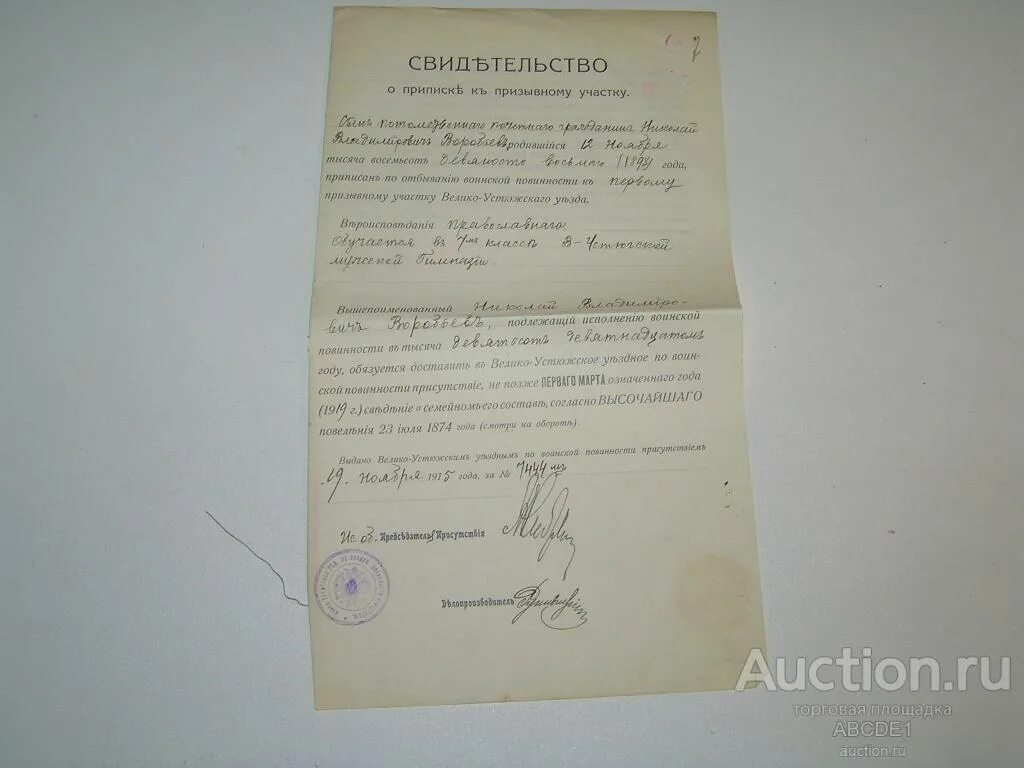 7
СВИДѢТЕЛЬСТВО
о припискѣ къ призывному участку.
Сынъ потомственнаго почетнаго гражданина Николай
Владимировичъ Воробьевъ родившійся 12 Ноября
тысяча восемьсотъ девяносто восьмаго (1898) года,
приписанъ по отбыванію воинской повинности къ первому
призывному участку Велико-Устюжскаго уѣзда.
Вѣроисповѣданія православнаго
Обучается въ 7мъ классѣ В-Устюгской
мужской Гимназіи.
Вышепоименованный Николай Владимиро-
вичъ Воробьевъ, подлежащій исполненію воинской
повинности въ тысяча девятьсотъ девятнадцатомъ
году, обязуется доставить въ Велико-Устюжское уѣздное по воин-
ской повинности присутствіе, не позже ПЕРВАГО МАРТА означеннаго года
(1919 г.) свѣдѣніе о семейномъ его составѣ, согласно ВЫСОЧАЙШАГО
повелѣнія 23 іюля 1874 года (смотри на оборотѣ).
Выдано Велико-Устюжскимъ уѣзднымъ по воинской повинности присутствіемъ
19 ноября 1915 года, за № 7444
Ис. об. Предсѣдателя Присутствія
Дѣлопроизводитель
Auction.ru
торговая площадка
ABCDE1
auction.ru